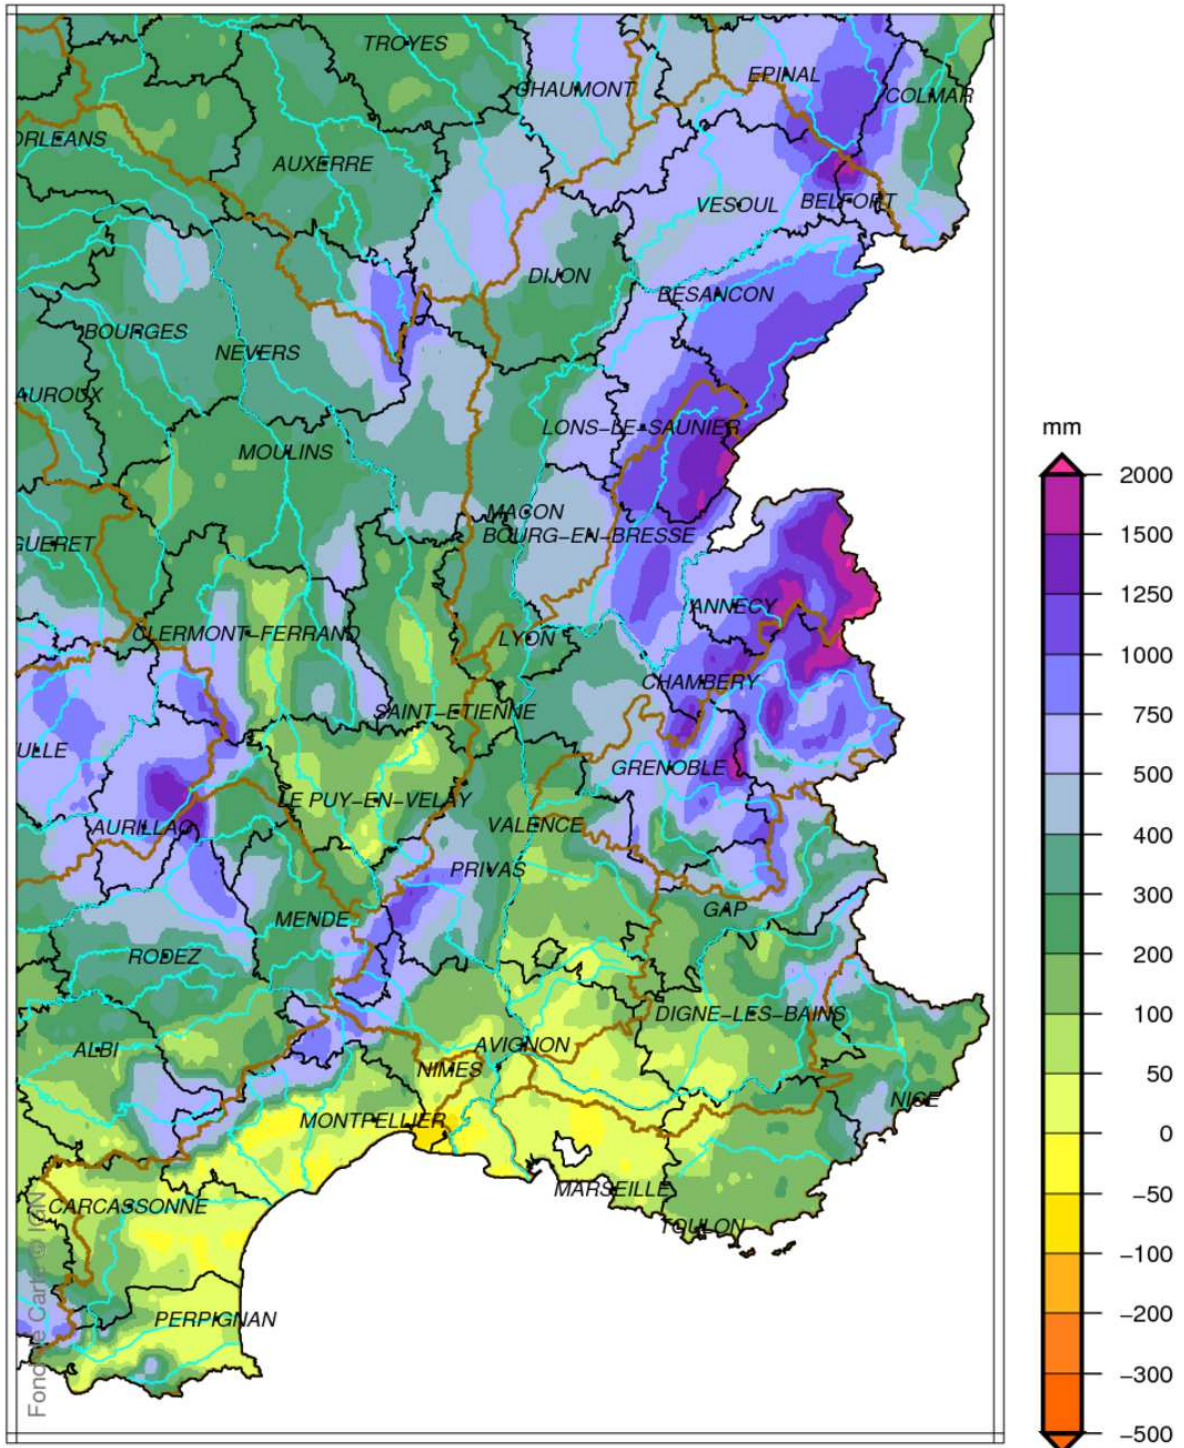 TROYES
EPINAL
CHAUMONT
COLMAR
ORLEANS
AUXERRE
VESOUL
BELFORT
DIJON
BESANCON
BOURGES
NEVERS
AUROUX
LONS-LE-SAUNIER
mm
MOULINS
2000
MACON
1500
BOURG-EN-BRESSE
GUERET
1250
ANNECY
CLERMONT-FERRAND
LYON
1000
CHAMBERY
SAINT-ETIENNE
750
ULLE
GRENOBLE
500
LE PUY-EN-VELAY
AURILLAC
VALENCE
400
PRIVAS
300
GAP
MENDE
RODEZ
200
DIGNE-LES-BAINS
100
AVIGNON
ALBI
NIMES
50
NICE
MONTPELLIER
0
MARSEILLE
-50
CARCASSONNE
TOULON
-100
PERPIGNAN
-200
-300
-500
Fond de Carte © IGN